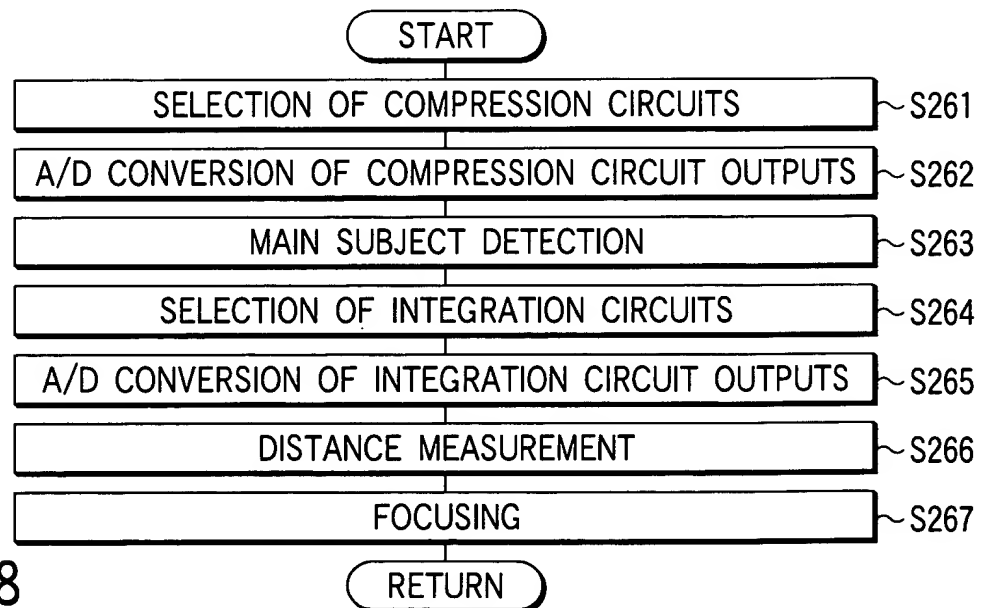 START
SELECTION OF COMPRESSION CIRCUITS ~S261
A/D CONVERSION OF COMPRESSION CIRCUIT OUTPUTS ~S262
MAIN SUBJECT DETECTION ~S263
SELECTION OF INTEGRATION CIRCUITS ~S264
A/D CONVERSION OF INTEGRATION CIRCUIT OUTPUTS ~S265
DISTANCE MEASUREMENT ~S266
FOCUSING ~S267
8
RETURN